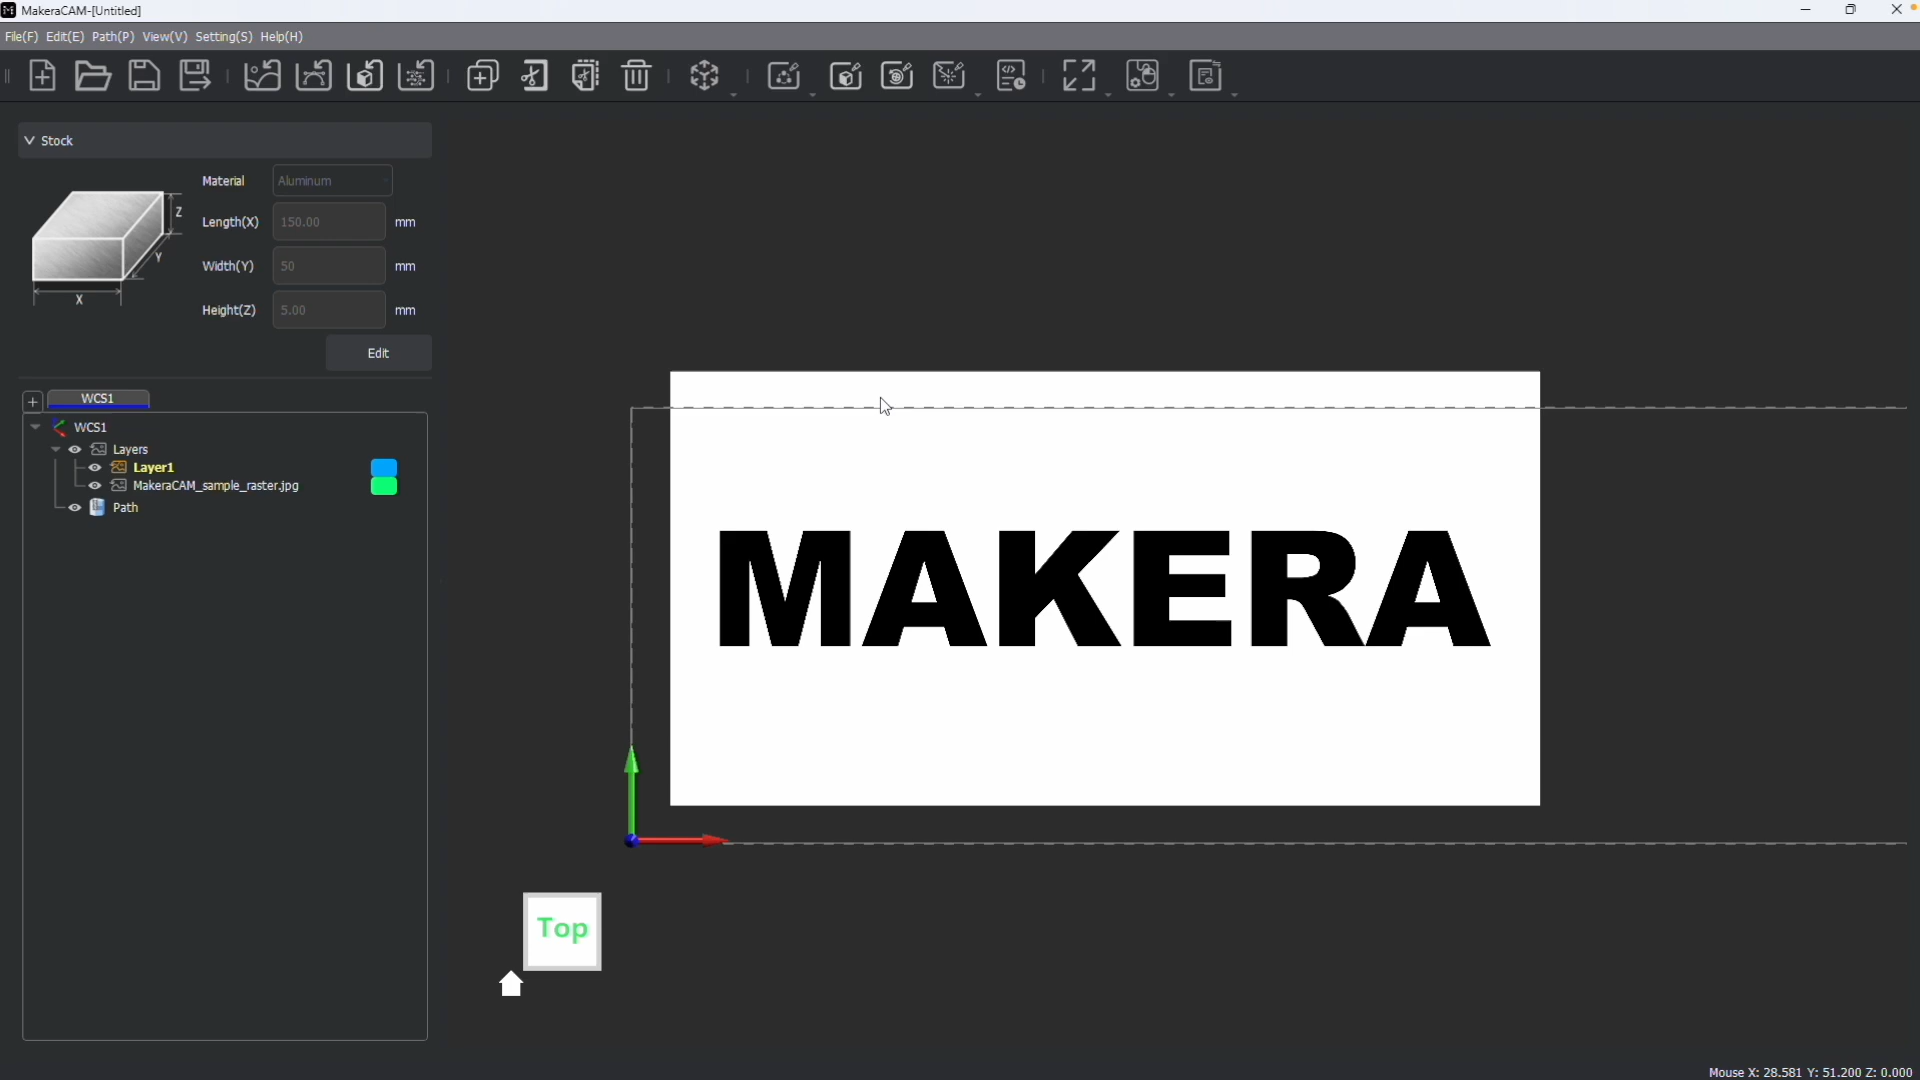 MakeraCAM-[Untitled]
File(F) Edit(E) Path(P) View(V) Setting(S) Help(H)
Stock
Material Aluminum
Length(X) 150.00 mm
Width(Y) 50 mm
Height(Z) 5.00 mm
Z
Y
X
Edit
WCS1
WCS1
Layers
Layer1
MakeraCAM_sample_raster.jpg
Path
MAKERA
Top
Mouse X: 28.581 Y: 51.200 Z: 0.000